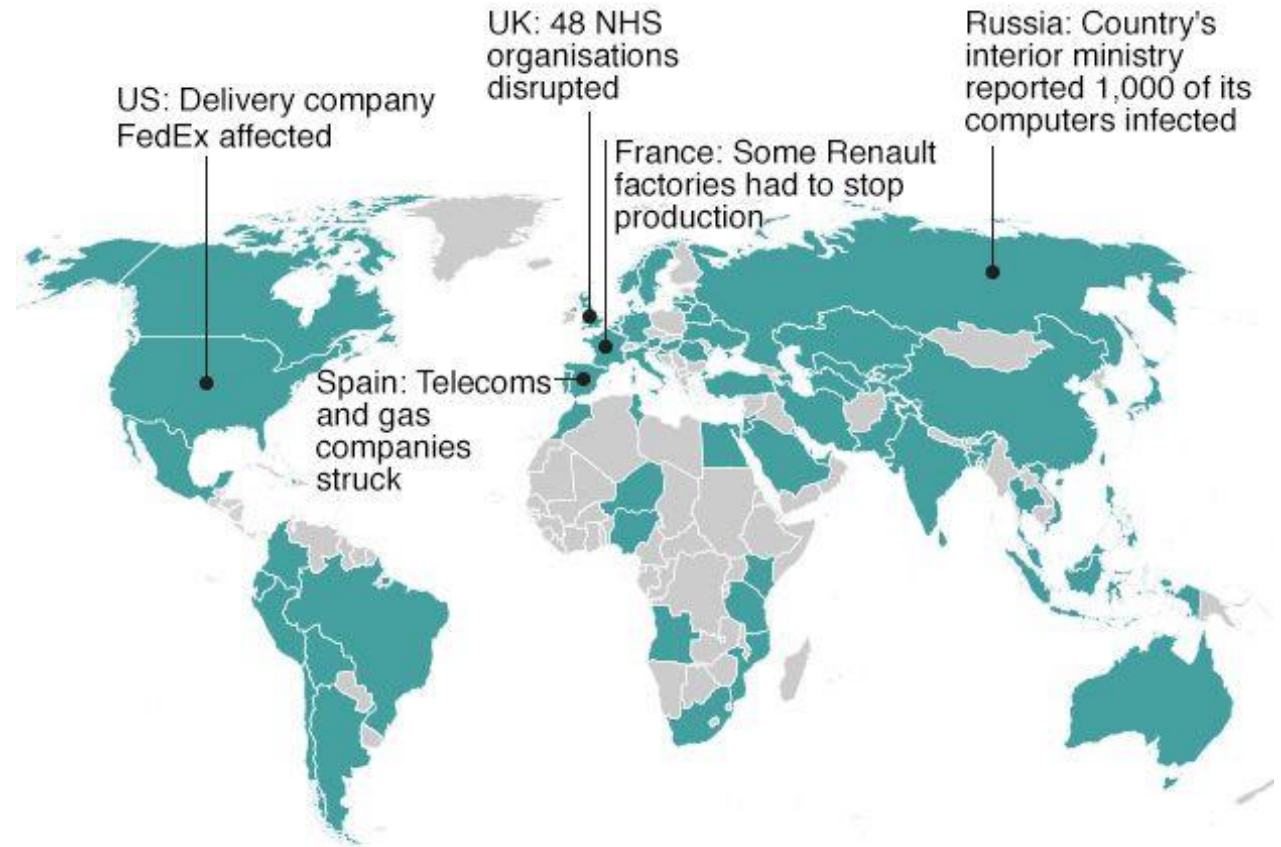 UK: 48 NHS
organisations
disrupted
Russia: Country's
interior ministry
reported 1,000 of its
computers infected
US: Delivery company
FedEx affected
France: Some Renault
factories had to stop
production
Spain: Telecoms
and gas
companies
struck